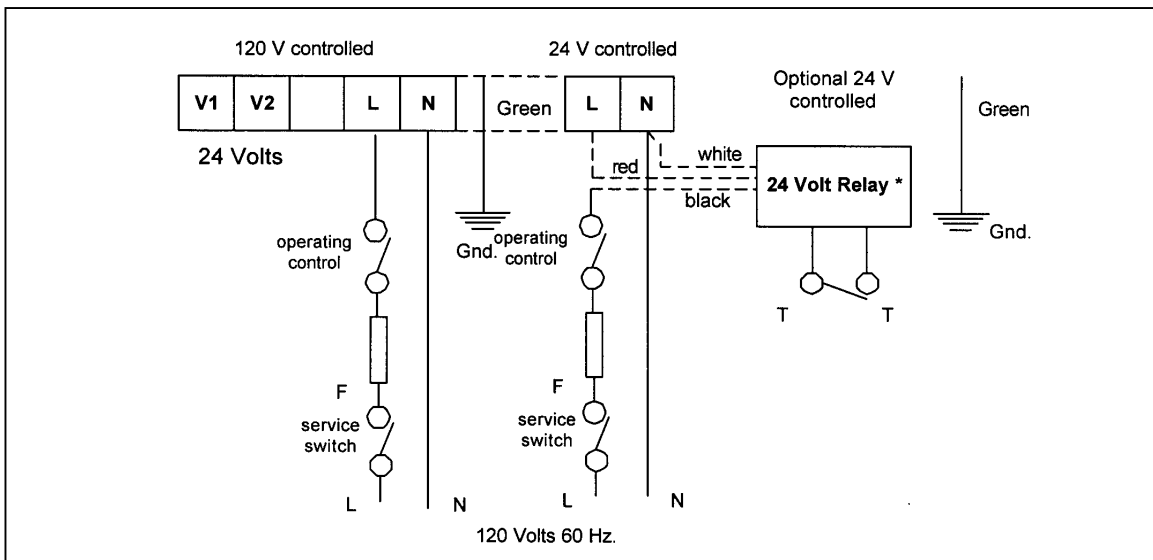 120 V controlled
24 V controlled
Optional 24 V
controlled
V1 V2 L N
Green
L N
Green
24 Volts
white
red
24 Volt Relay *
black
operating
control
Gnd.
operating
control
Gnd.
T T
F
F
service
switch
service
switch
L N
L N
120 Volts 60 Hz.